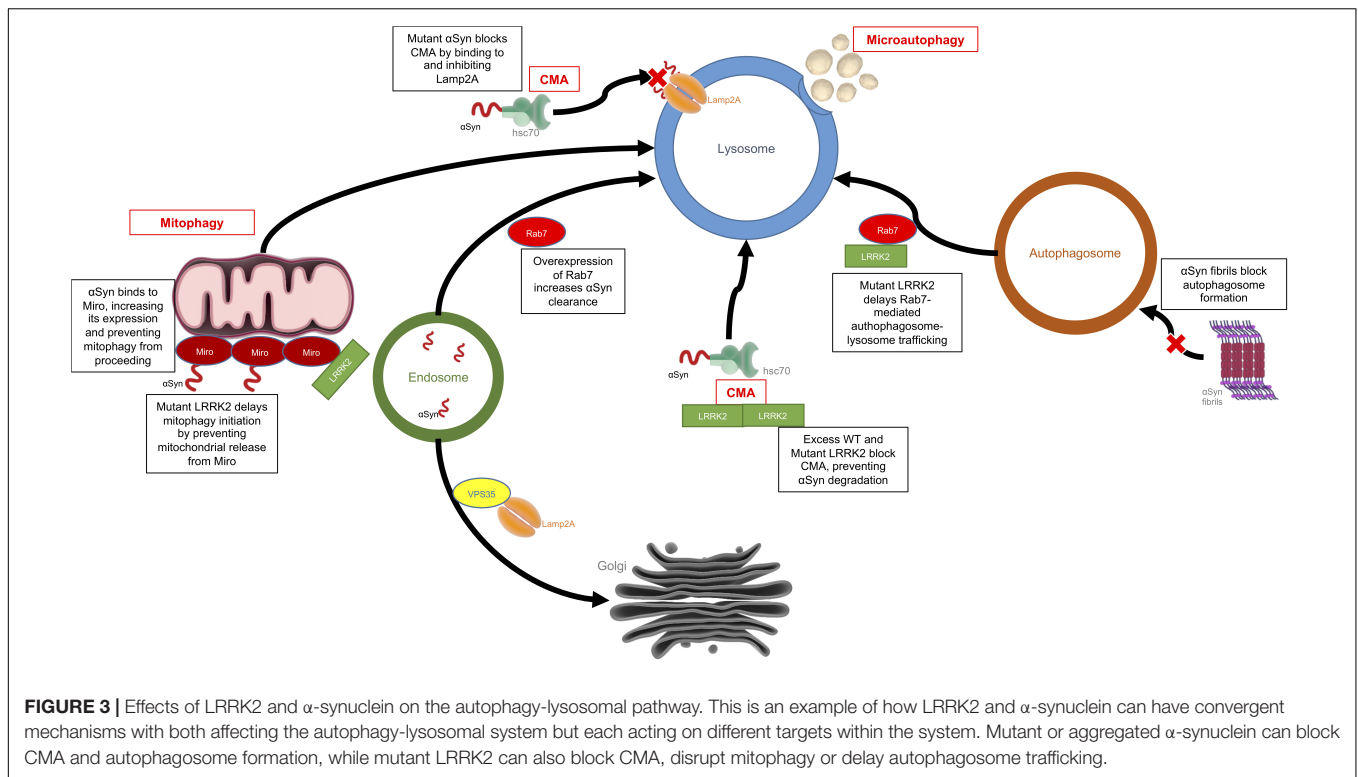 Mutant αSyn blocks
CMA by binding to
and inhibiting
Lamp2A
CMA
αSyn
hsc70
Lamp2A
Microautophagy
Lysosome
Mitophagy
αSyn binds to
Miro, increasing
its expression
and preventing
mitophagy from
proceeding
Miro
Miro
Miro
LRRK2
αSyn
Mutant LRRK2 delays
mitophagy initiation
by preventing
mitochondrial release
from Miro
Rab7
Overexpression
of Rab7
increases αSyn
clearance
Endosome
αSyn
VPS35
Lamp2A
Golgi
αSyn
hsc70
CMA
LRRK2
LRRK2
Excess WT and
Mutant LRRK2 block
CMA, preventing
αSyn degradation
Rab7
LRRK2
Mutant LRRK2
delays Rab7-
mediated
authophagosome-
lysosome trafficking
Autophagosome
αSyn fibrils block
autophagosome
formation
αSyn
fibrils
FIGURE 3 | Effects of LRRK2 and α-synuclein on the autophagy-lysosomal pathway. This is an example of how LRRK2 and α-synuclein can have convergent
mechanisms with both affecting the autophagy-lysosomal system but each acting on different targets within the system. Mutant or aggregated α-synuclein can block
CMA and autophagosome formation, while mutant LRRK2 can also block CMA, disrupt mitophagy or delay autophagosome trafficking.